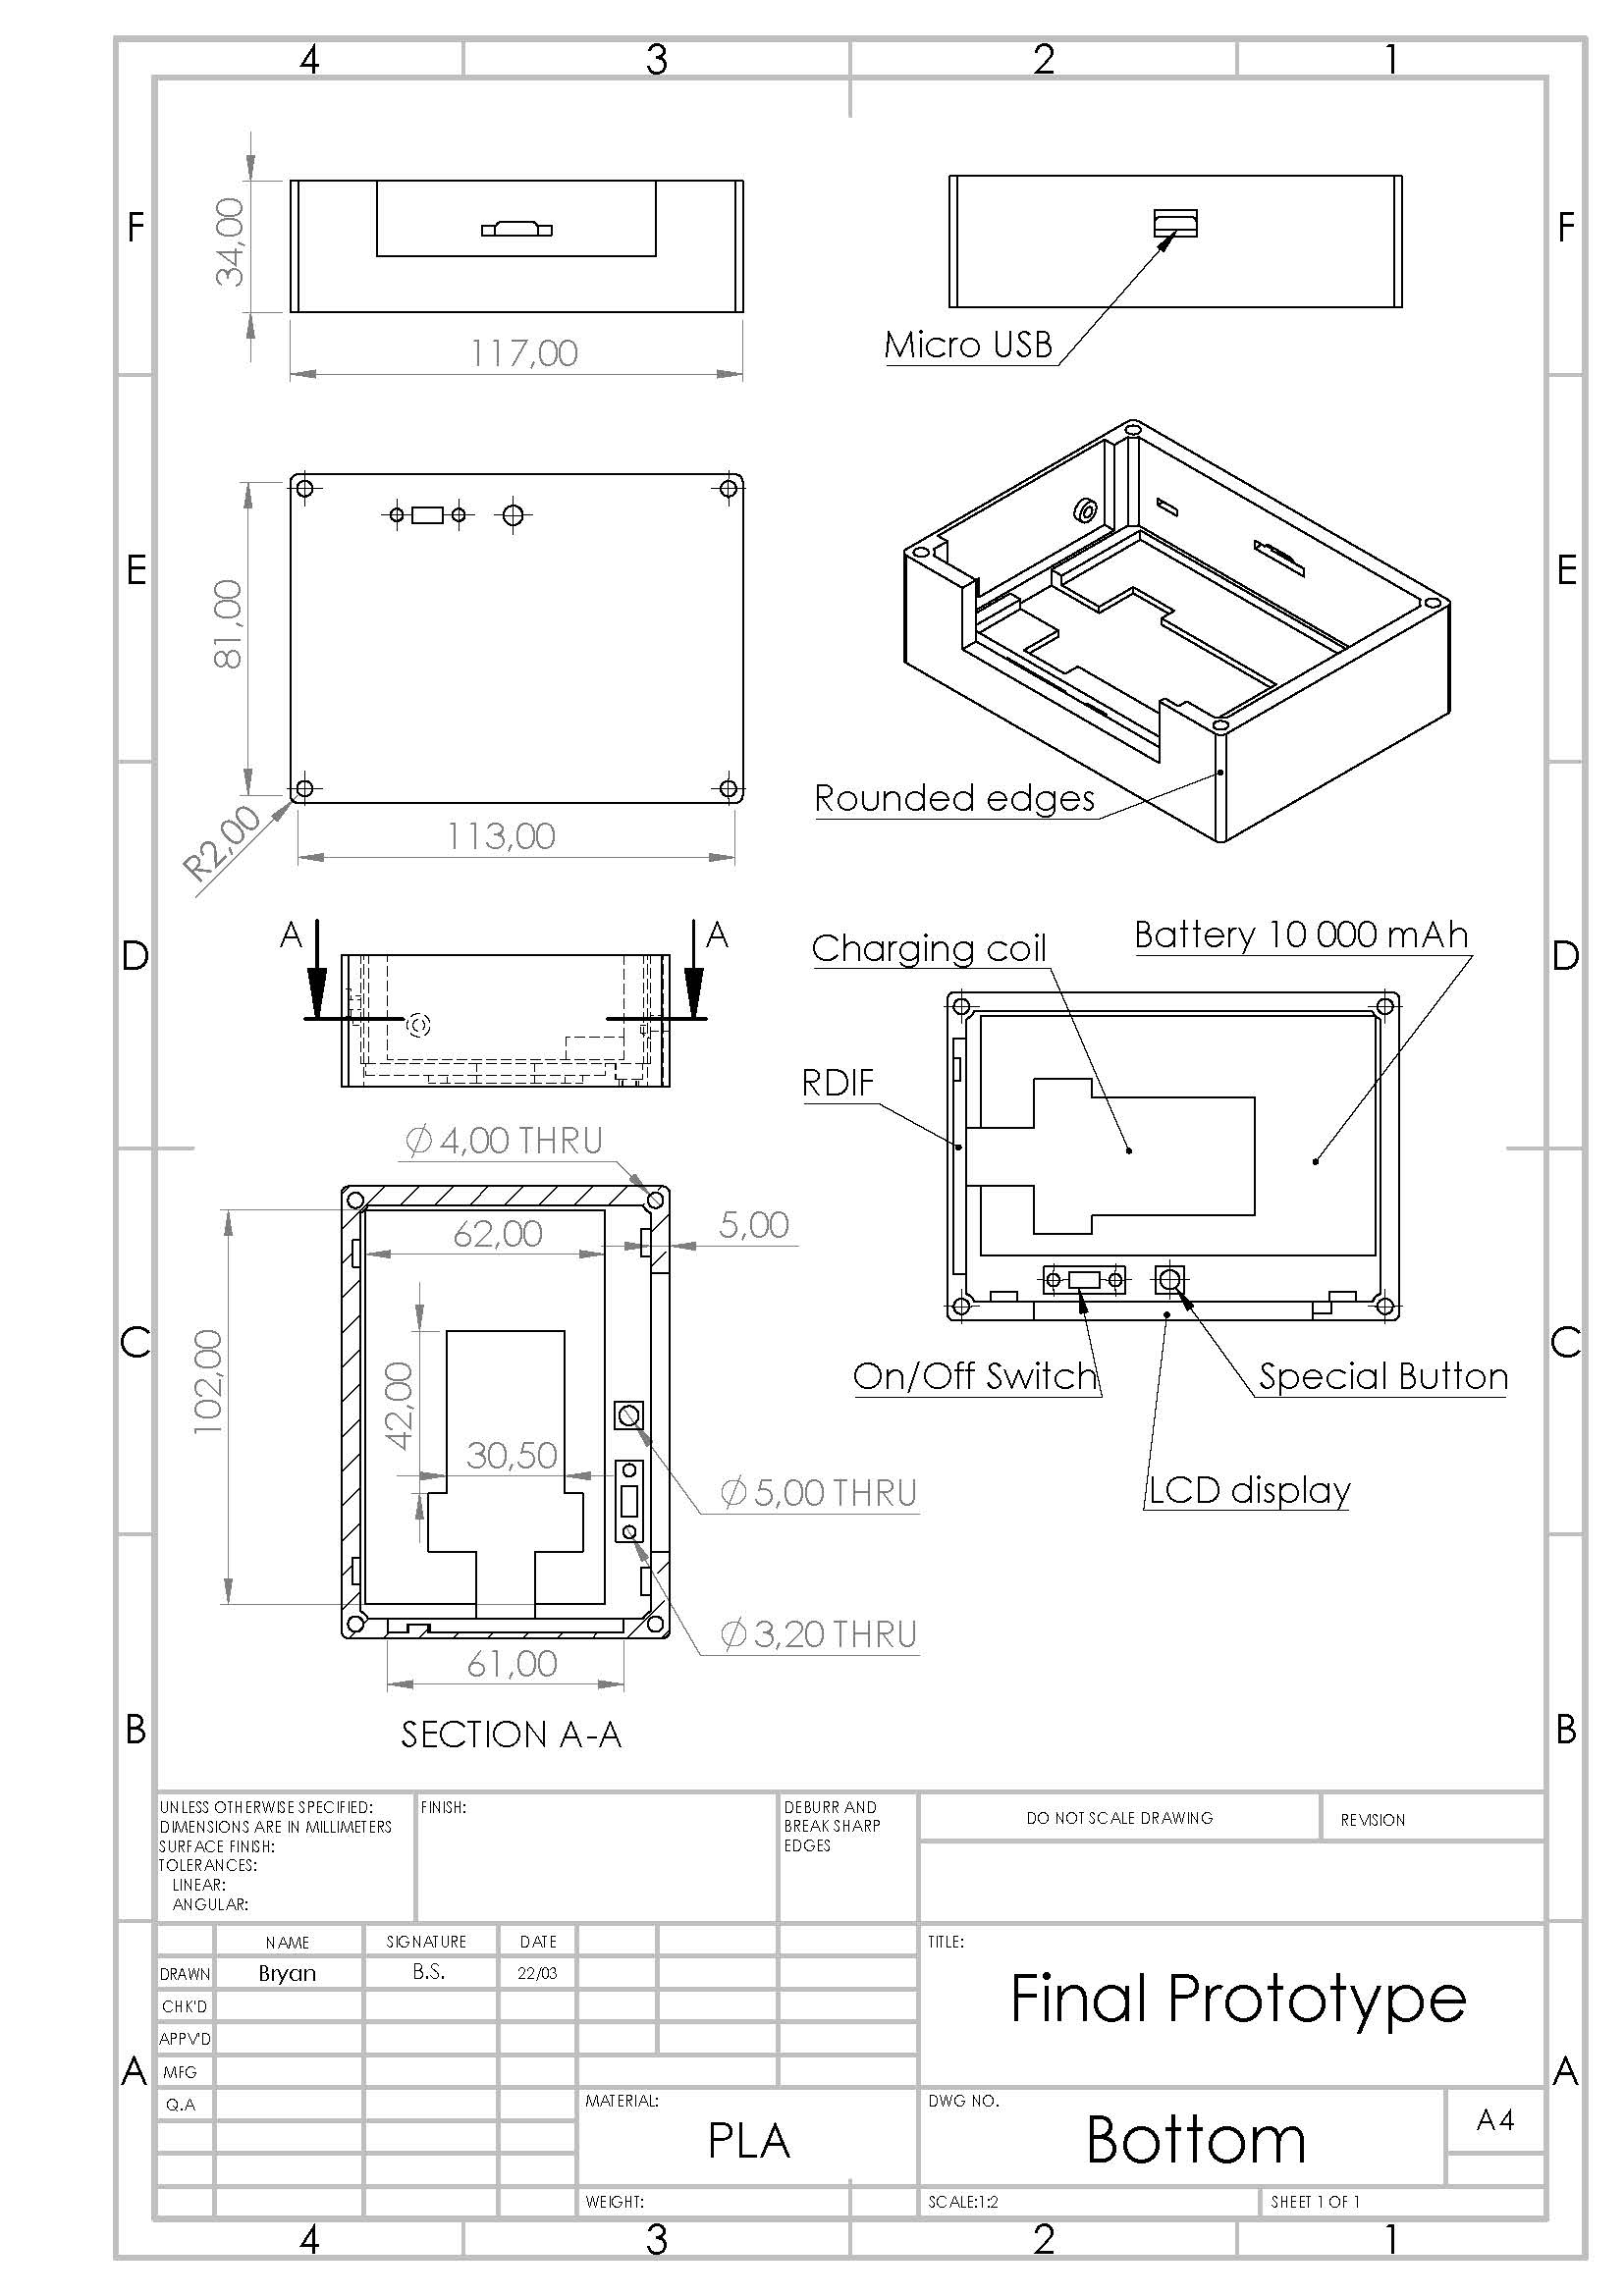 4 3 2 1
F F
34,00
117,00
Micro USB
E E
81,00
113,00
R2,00
Rounded edges
D D
A A
Charging coil
Battery 10 000 mAh
RDIF
Ø 4,00 THRU
62,00
5,00
102,00
42,00
30,50
C C
On/Off Switch
Special Button
LCD display
Ø 5,00 THRU
Ø 3,20 THRU
61,00
SECTION A-A
B B
UNLESS OTHERWISE SPECIFIED:
DIMENSIONS ARE IN MILLIMETERS
SURFACE FINISH:
TOLERANCES:
LINEAR:
ANGULAR:
FINISH:
DEBURR AND
BREAK SHARP
EDGES
DO NOT SCALE DRAWING
REVISION
NAME SIGNATURE DATE
DRAWN Bryan B.S. 22/03
CHK'D
APPV'D
MFG
Q.A
A A
TITLE:
Final Prototype
MATERIAL:
PLA
DWG NO.
Bottom
A4
WEIGHT:
SCALE:1:2
SHEET 1 OF 1
4 3 2 1